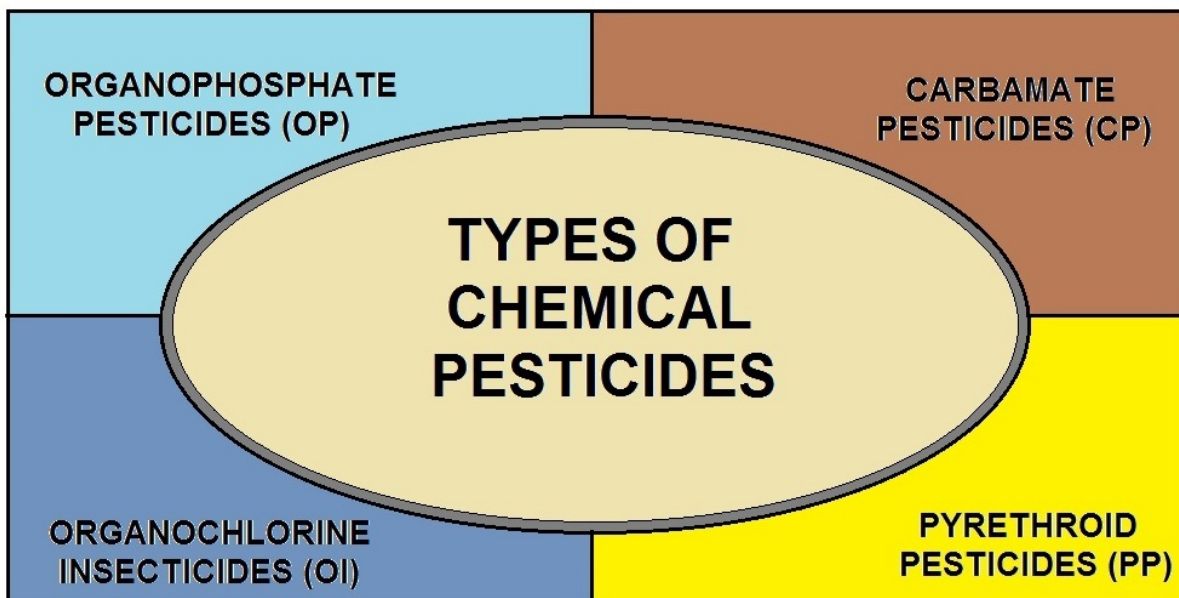 ORGANOPHOSPHATE
PESTICIDES (OP)
CARBAMATE
PESTICIDES (CP)
TYPES OF
CHEMICAL
PESTICIDES
ORGANOCHLORINE
INSECTICIDES (OI)
PYRETHROID
PESTICIDES (PP)